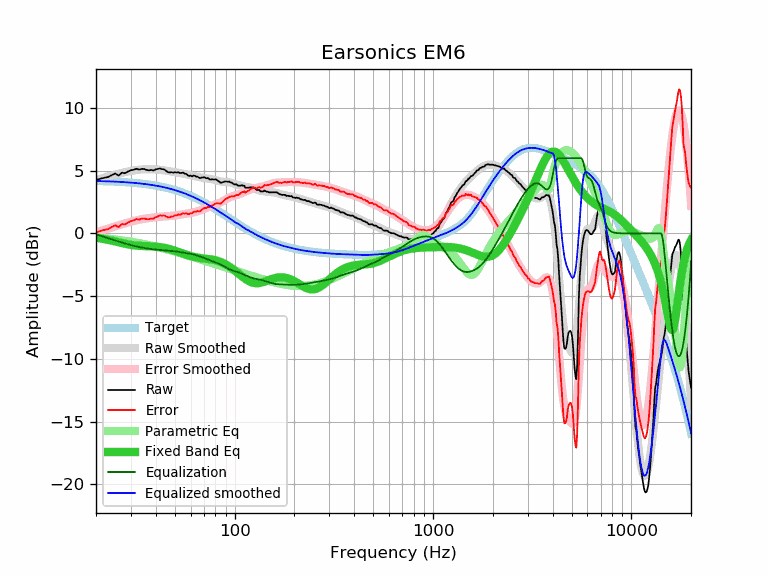 Earsonics EM6
Amplitude (dBr)
10
5
0
−5
−10
−15
−20
Target
Raw Smoothed
Error Smoothed
Raw
Error
Parametric Eq
Fixed Band Eq
Equalization
Equalized smoothed
100 1000 10000
Frequency (Hz)